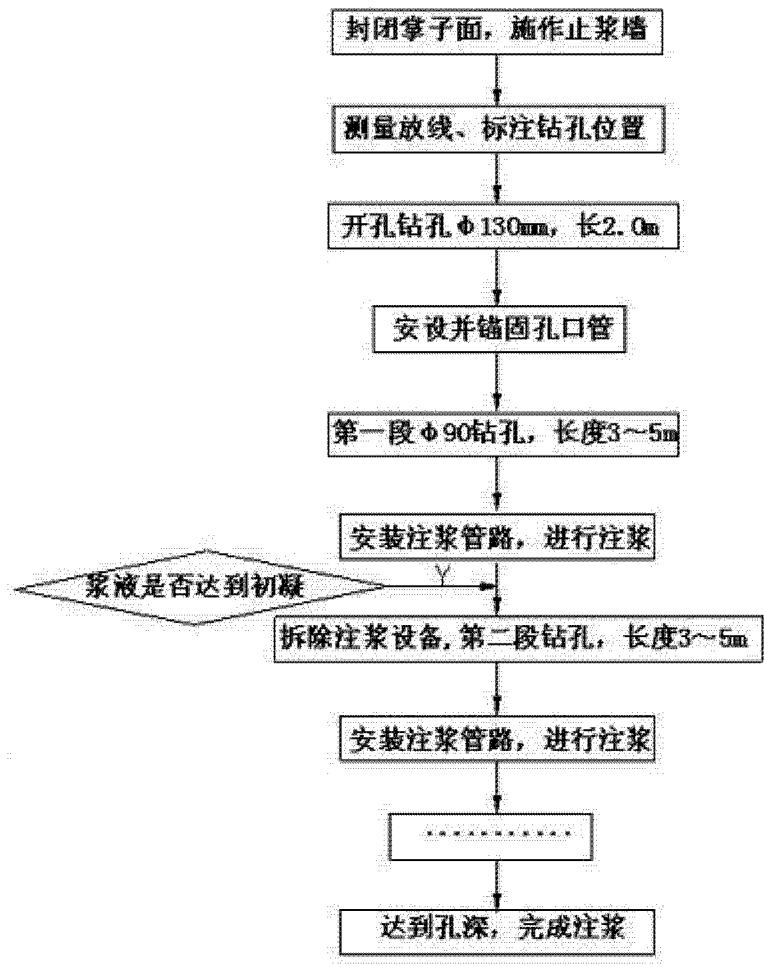 封闭掌子面，施作止浆墙
测量放线、标注钻孔位置
开孔钻孔Φ130mm，长2.0m
安设并锚固孔口管
第一段Φ90钻孔，长度3～5m
安装注浆管路，进行注浆
浆液是否达到初凝
Y
拆除注浆设备,第二段钻孔，长度3～5m
安装注浆管路，进行注浆
...........
达到孔深，完成注浆